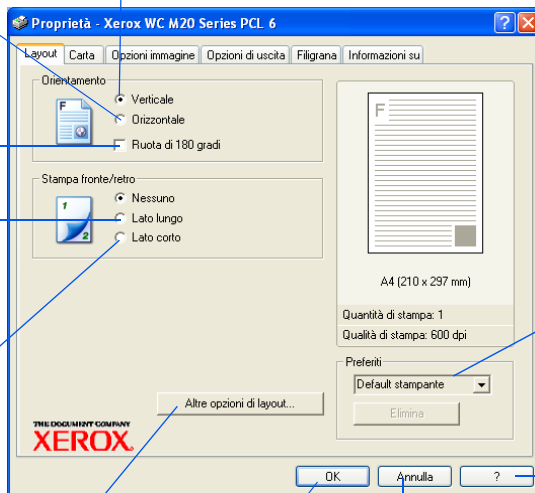 Proprietà - Xerox WC M20 Series PCL 6
Layout Carta Opzioni immagine Opzioni di uscita Filigrana Informazioni su
Orientamento
F
Verticale
Orizzontale
Ruota di 180 gradi
Stampa fronte/retro
1
2
Nessuno
Lato lungo
Lato corto
F
A4 (210 x 297 mm)
Quantità di stampa: 1
Qualità di stampa: 600 dpi
Preferiti
Default stampante
Elimina
Altre opzioni di layout...
THE DOCUMENT COMPANY
XEROX.
OK Annulla ?